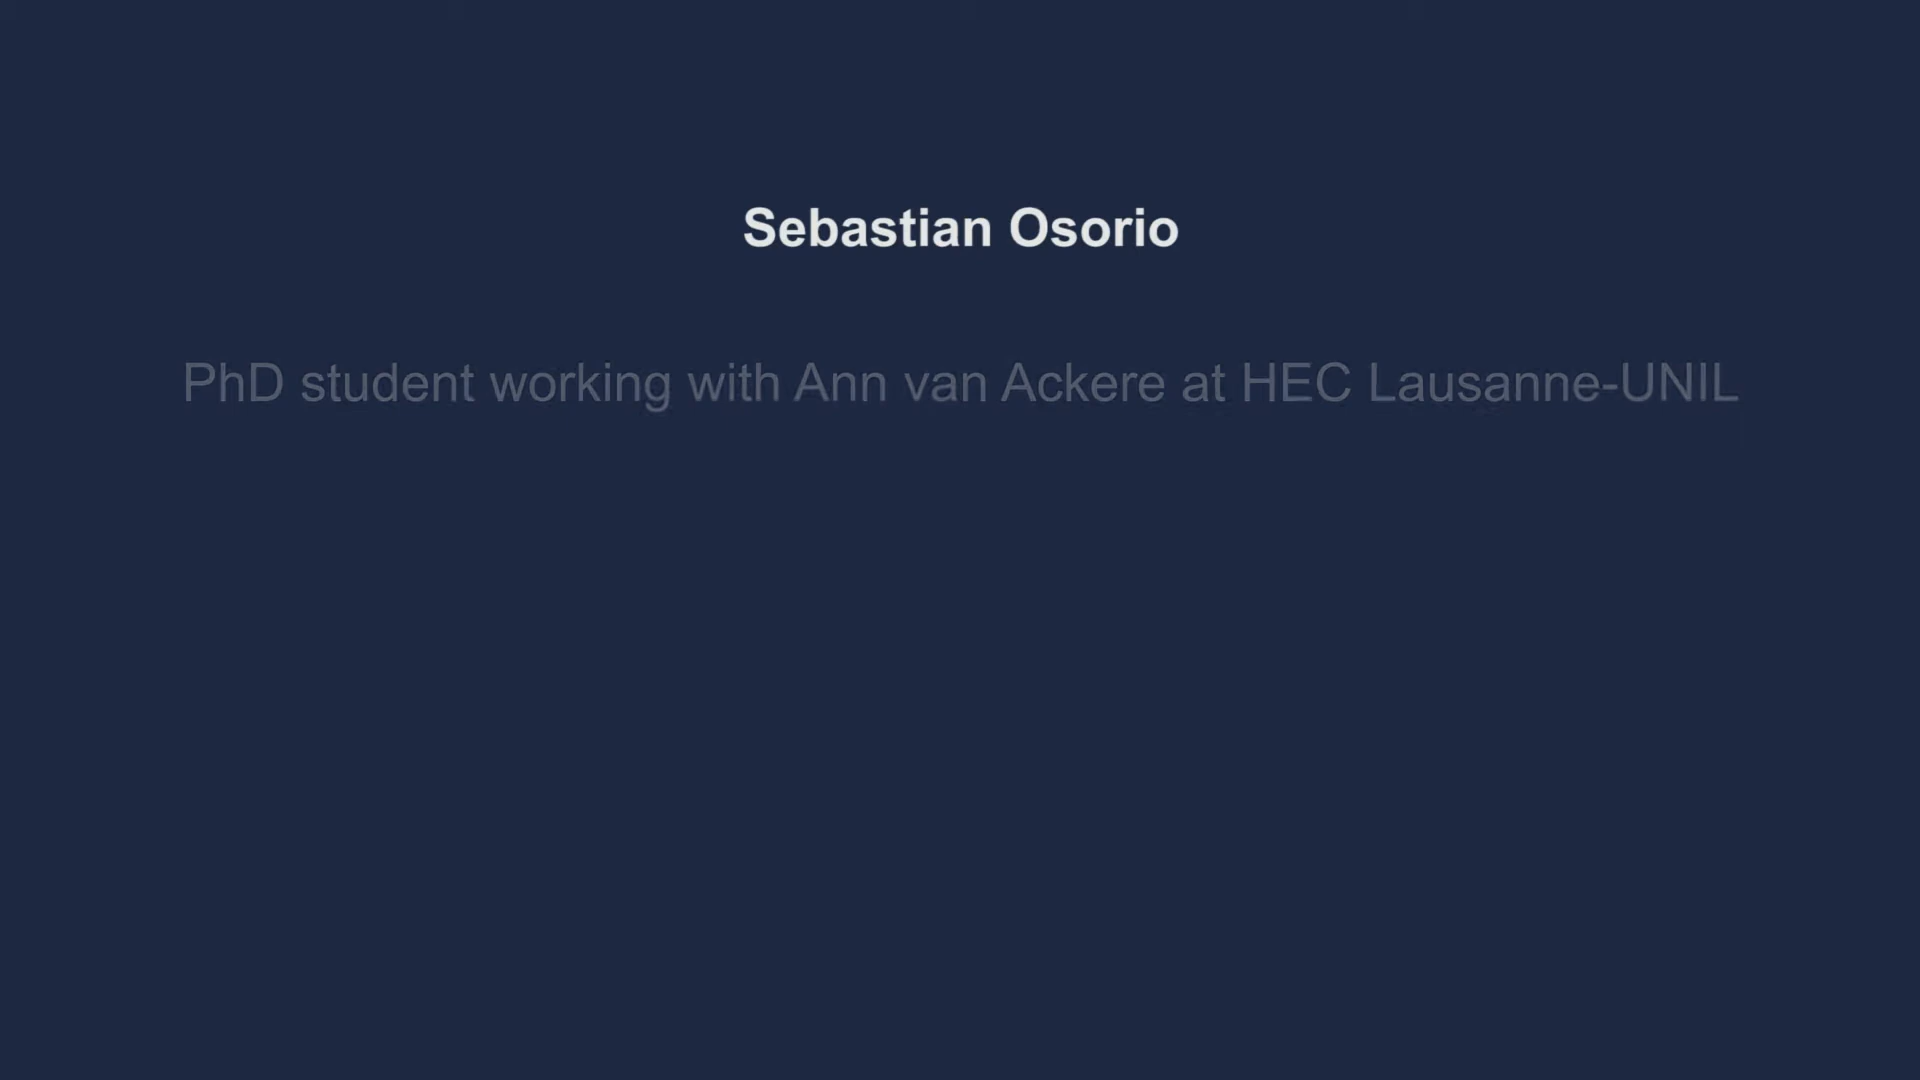 Sebastian Osorio
PhD student working with Ann van Ackere at HEC Lausanne-UNIL